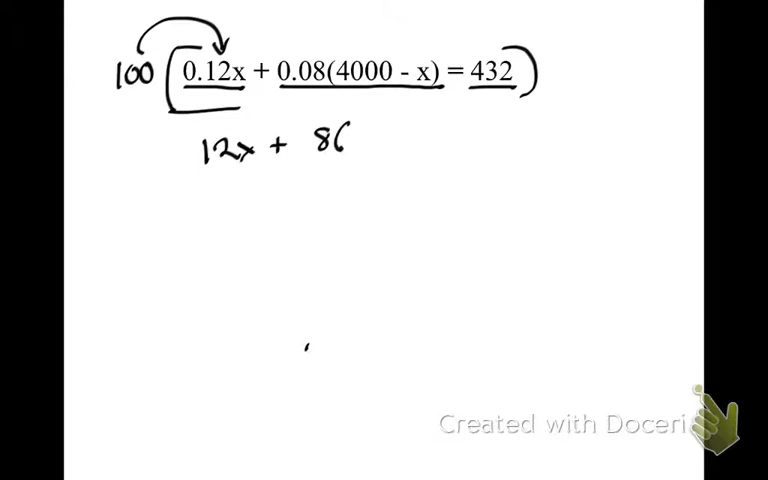 100 ( 0.12x + 0.08(4000 - x) = 432 )
12x + 8(
Created with Doceri